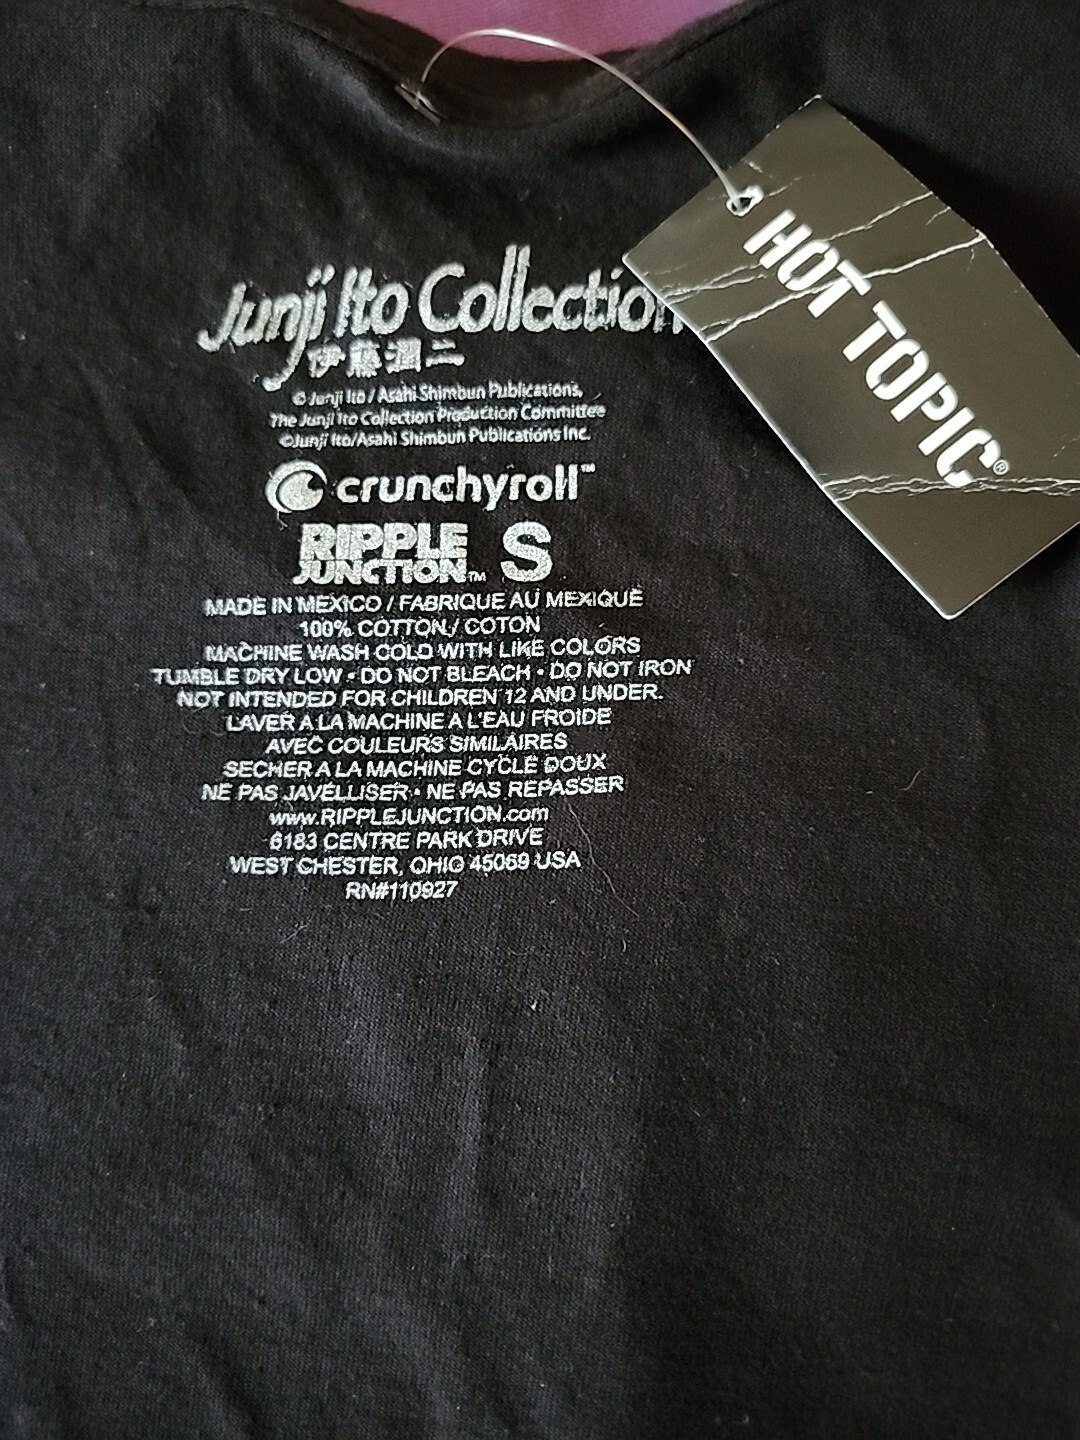 Junji Ito Collection
伊藤潤二
© Junji Ito / Asahi Shimbun Publications,
The Junji Ito Collection Production Committee
©Junji Ito/Asahi Shimbun Publications Inc.
crunchyroll™
RIPPLE JUNCTION™ S
MADE IN MEXICO / FABRIQUE AU MEXIQUE
100% COTTON / COTON
MACHINE WASH COLD WITH LIKE COLORS
TUMBLE DRY LOW • DO NOT BLEACH • DO NOT IRON
NOT INTENDED FOR CHILDREN 12 AND UNDER.
LAVER A LA MACHINE A L'EAU FROIDE
AVEC COULEURS SIMILAIRES
SECHER A LA MACHINE CYCLE DOUX
NE PAS JAVELLISER • NE PAS REPASSER
www.RIPPLEJUNCTION.com
6183 CENTRE PARK DRIVE
WEST CHESTER, OHIO 45069 USA
RN#110927
HOT TOPIC®